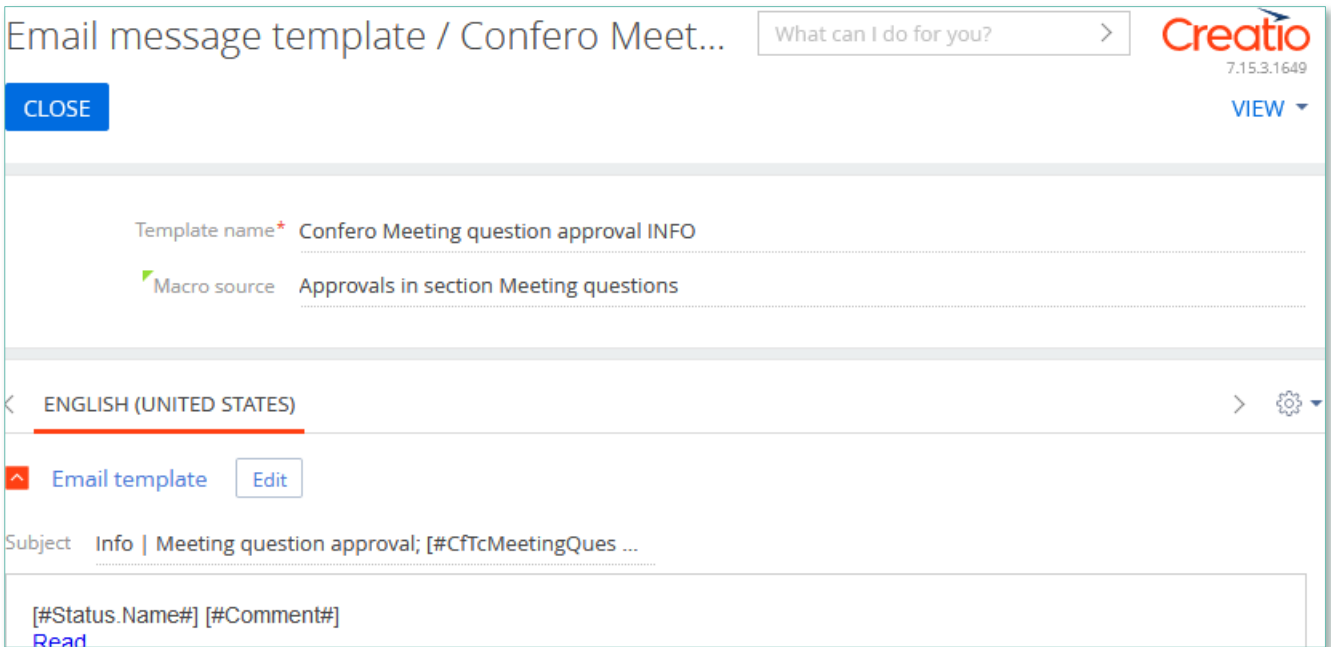 Email message template / Confero Meet...
What can I do for you?
Creatio
7.15.3.1649
CLOSE
VIEW
Template name* Confero Meeting question approval INFO
Macro source Approvals in section Meeting questions
ENGLISH (UNITED STATES)
Email template Edit
Subject Info | Meeting question approval; [#CfTcMeetingQues ...
[#Status.Name#] [#Comment#]
Read